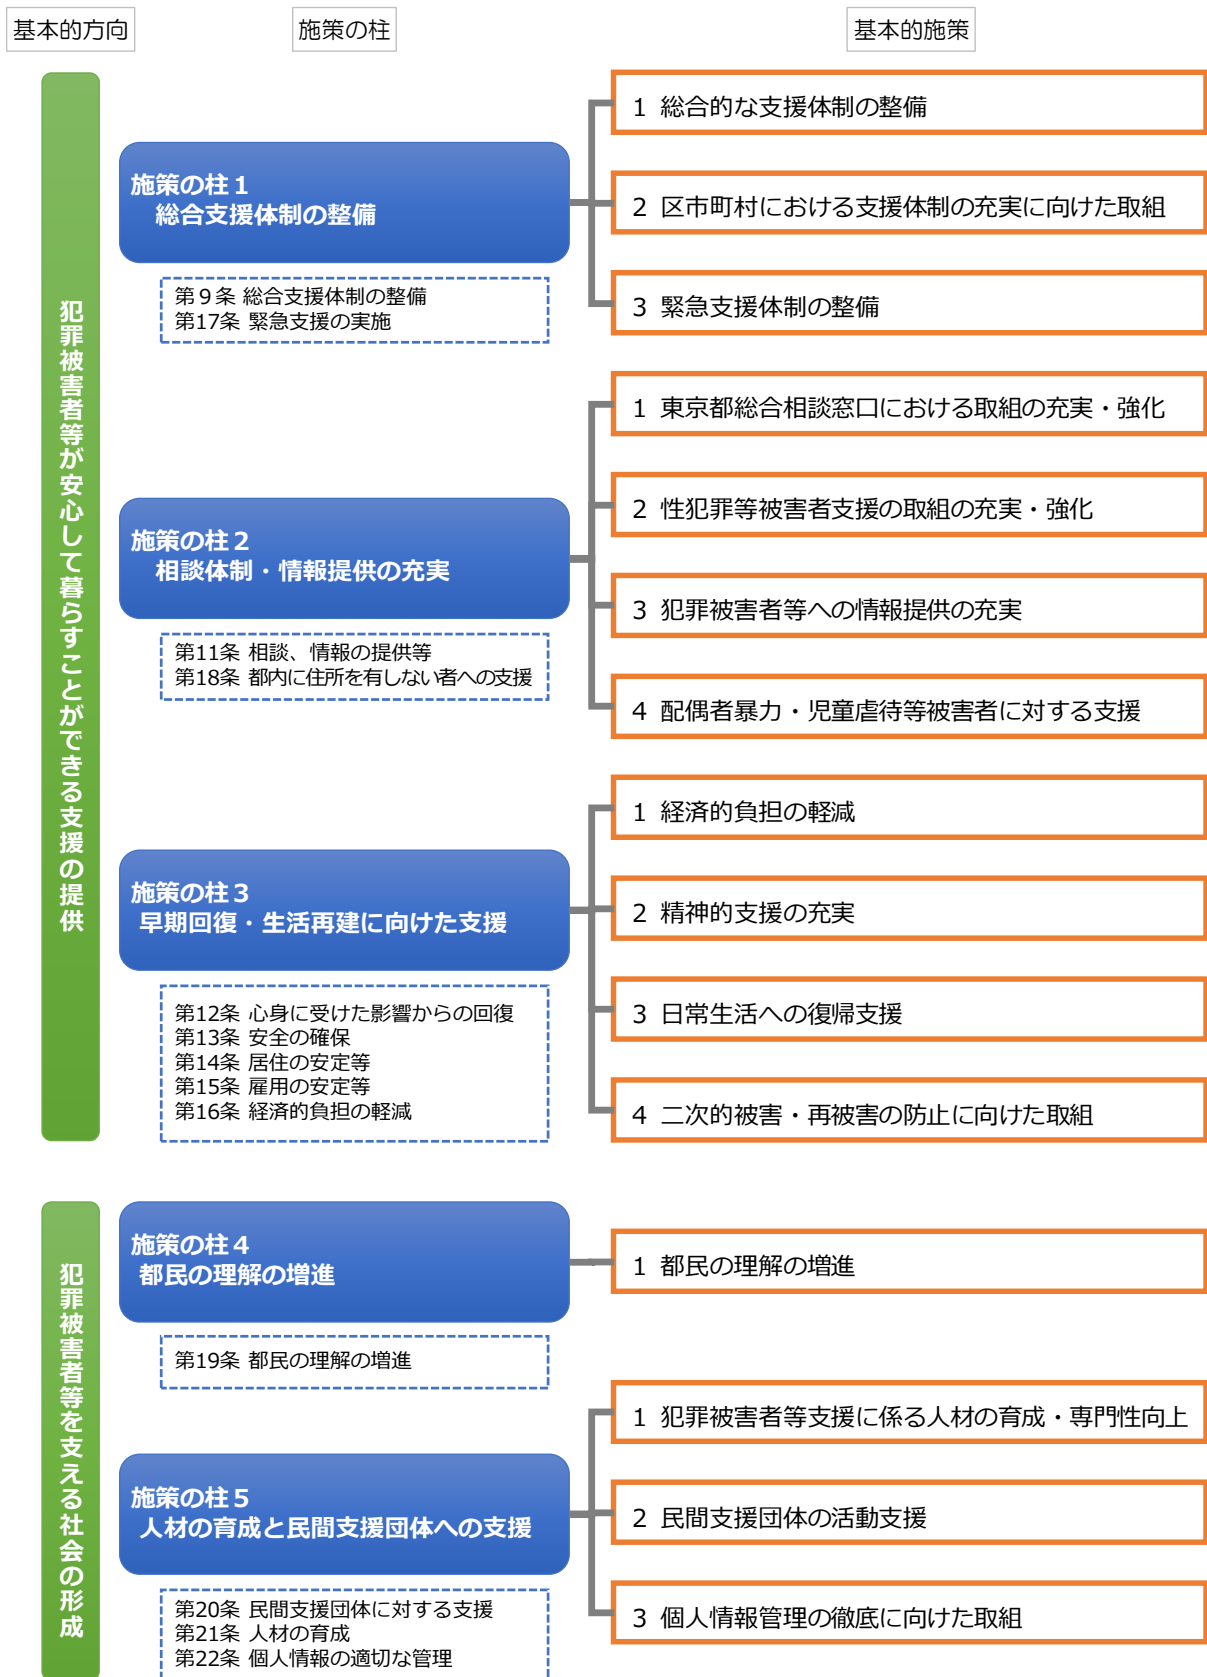 基本的方向
施策の柱
基本的施策
犯罪被害者等が安心して暮らすことができる支援の提供
施策の柱1
総合支援体制の整備
第9条 総合支援体制の整備
第17条 緊急支援の実施
1 総合的な支援体制の整備
2 区市町村における支援体制の充実に向けた取組
3 緊急支援体制の整備
施策の柱2
相談体制・情報提供の充実
第11条 相談、情報の提供等
第18条 都内に住所を有しない者への支援
1 東京都総合相談窓口における取組の充実・強化
2 性犯罪等被害者支援の取組の充実・強化
3 犯罪被害者等への情報提供の充実
4 配偶者暴力・児童虐待等被害者に対する支援
施策の柱3
早期回復・生活再建に向けた支援
第12条 心身に受けた影響からの回復
第13条 安全の確保
第14条 居住の安定等
第15条 雇用の安定等
第16条 経済的負担の軽減
1 経済的負担の軽減
2 精神的支援の充実
3 日常生活への復帰支援
4 二次的被害・再被害の防止に向けた取組
犯罪被害者等を支える社会の形成
施策の柱4
都民の理解の増進
第19条 都民の理解の増進
1 都民の理解の増進
施策の柱5
人材の育成と民間支援団体への支援
第20条 民間支援団体に対する支援
第21条 人材の育成
第22条 個人情報の適切な管理
1 犯罪被害者等支援に係る人材の育成・専門性向上
2 民間支援団体の活動支援
3 個人情報管理の徹底に向けた取組